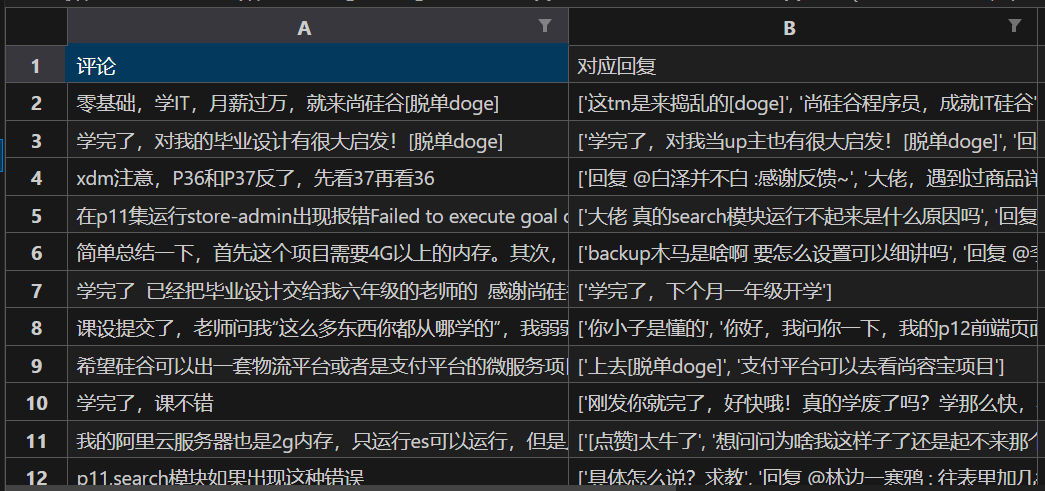 A B
1 评论 对应回复
2 零基础，学IT，月薪过万，就来尚硅谷[脱单doge] ['这tm是来捣乱的[doge]', '尚硅谷程序员，成就IT硅谷'
3 学完了，对我的毕业设计有很大启发！[脱单doge] ['学完了，对我当up主也有很大启发！[脱单doge]', '回
4 xdm注意，P36和P37反了，先看37再看36 ['回复 @白泽并不白 :感谢反馈~', '大佬，遇到过商品详
5 在p11集运行store-admin出现报错Failed to execute goal ['大佬 真的search模块运行不起来是什么原因吗', '回复
6 简单总结一下，首先这个项目需要4G以上的内存。其次， ['backup木马是啥啊 要怎么设置可以细讲吗', '回复 @李
7 学完了 已经把毕业设计交给我六年级的老师的 感谢尚硅 ['学完了，下个月一年级开学']
8 课设提交了，老师问我“这么多东西你都从哪学的”，我弱弱 ['你小子是懂的', '你好，我问你一下，我的p12前端页面
9 希望硅谷可以出一套物流平台或者是支付平台的微服务项目 ['上去[脱单doge]', '支付平台可以去看尚容宝项目']
10 学完了，课不错 ['刚发你就完了，好快哦！真的学废了吗？学那么快，
11 我的阿里云服务器也是2g内存，只运行es可以运行，但是 ['[点赞]太牛了', '想问问为啥我这样子了还是起不来那个
12 p11.search模块如果出现这种错误 ['具体怎么说？求教', '回复 @林边一寒鸦 : 往表里加几